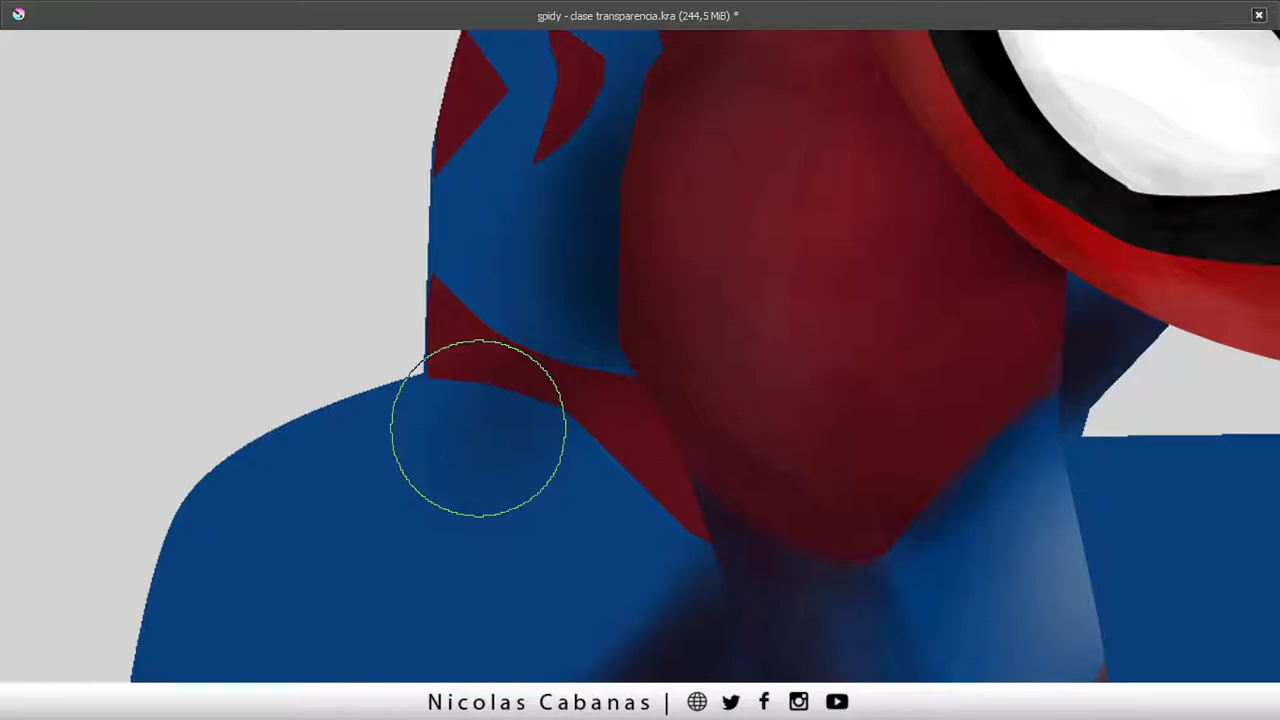 spidy - clase transparencia.kra (244,5 MiB) *
Nicolas Cabanas |